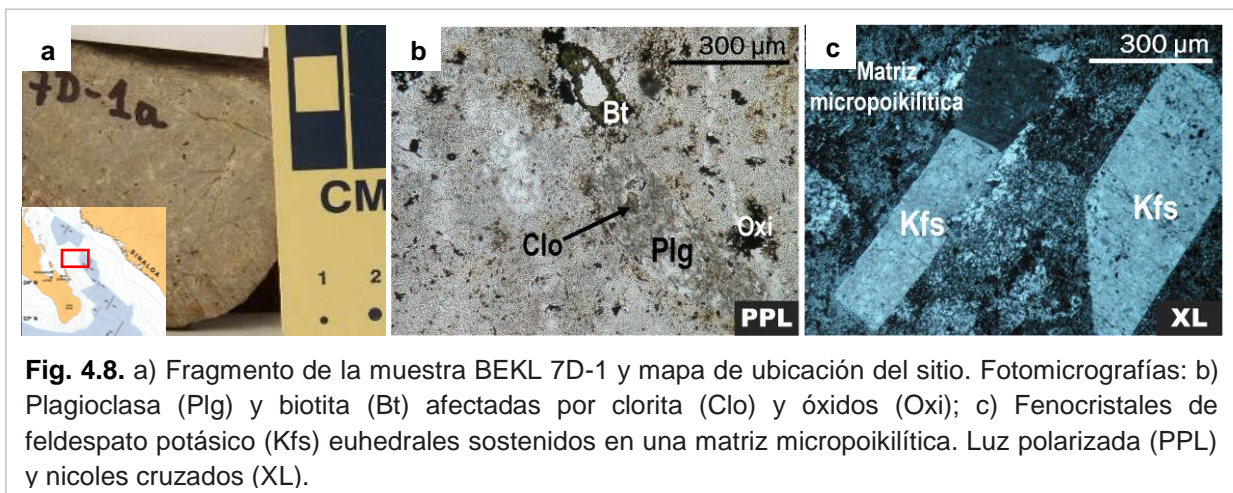 a
7D-1a
CM
1 2
SINALOA
b
300 µm
Bt
Clo
Plg
Oxi
PPL
c
300 µm
Matriz
micropoikilítica
Kfs
Kfs
XL
Fig. 4.8. a) Fragmento de la muestra BEKL 7D-1 y mapa de ubicación del sitio. Fotomicrografías: b)
Plagioclasa (Plg) y biotita (Bt) afectadas por clorita (Clo) y óxidos (Oxi); c) Fenocristales de
feldespato potásico (Kfs) euhedrales sostenidos en una matriz micropoikilítica. Luz polarizada (PPL)
y nicoles cruzados (XL).